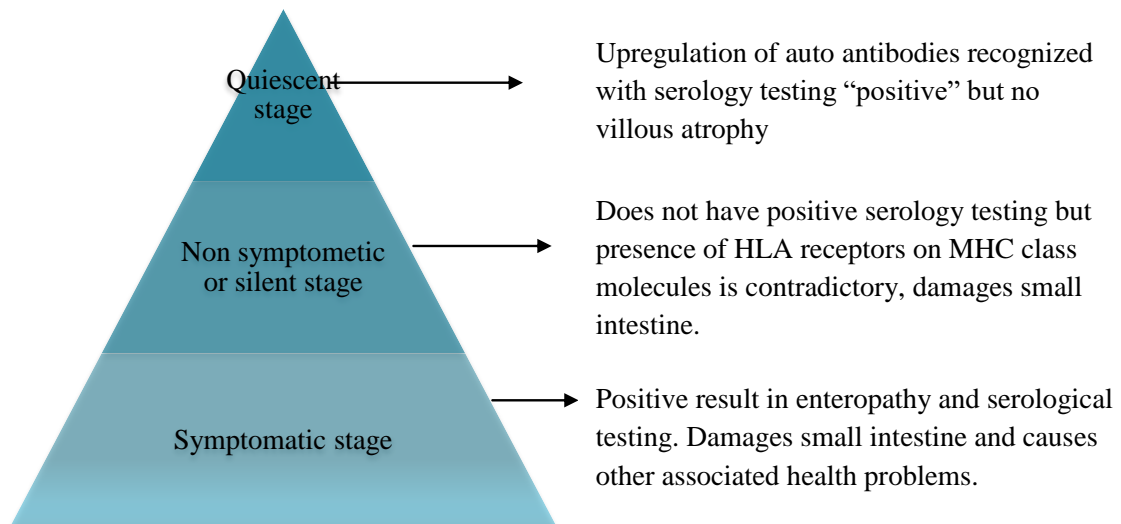 Quiescent
stage
Upregulation of auto antibodies recognized
with serology testing “positive” but no
villous atrophy
Non symptometic
or silent stage
Does not have positive serology testing but
presence of HLA receptors on MHC class
molecules is contradictory, damages small
intestine.
Symptomatic stage
Positive result in enteropathy and serological
testing. Damages small intestine and causes
other associated health problems.